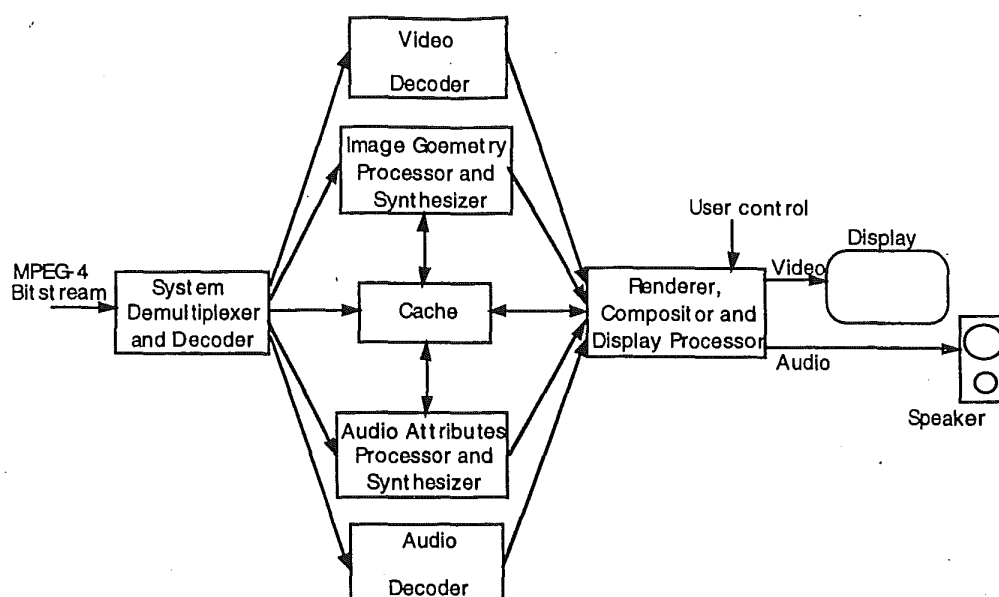 Video
Decoder
Image Goemetry
Processor and
Synthesizer
User control
Display
MPEG-4
Bitstream
System
Demultiplexer
and Decoder
Cache
Renderer,
Compositor and
Display Processor
Video
Audio
Speaker
Audio Attributes
Processor and
Synthesizer
Audio
Decoder